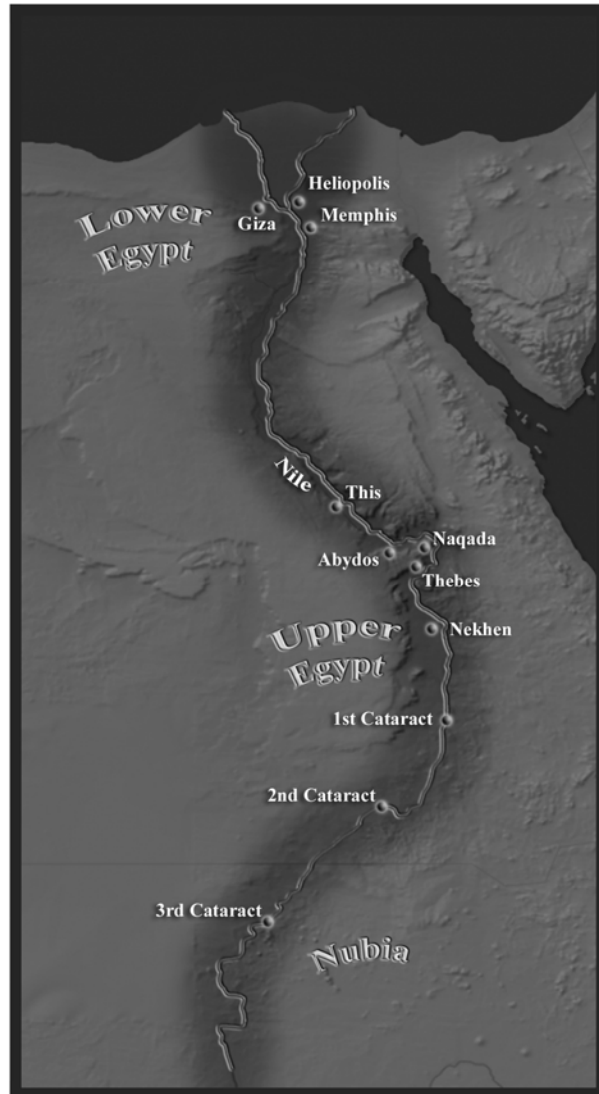 Heliopolis
Lower
Egypt
Giza
Memphis
Nile
This
Naqada
Abydos
Thebes
Upper
Egypt
Nekhen
1st Cataract
2nd Cataract
3rd Cataract
Nubia